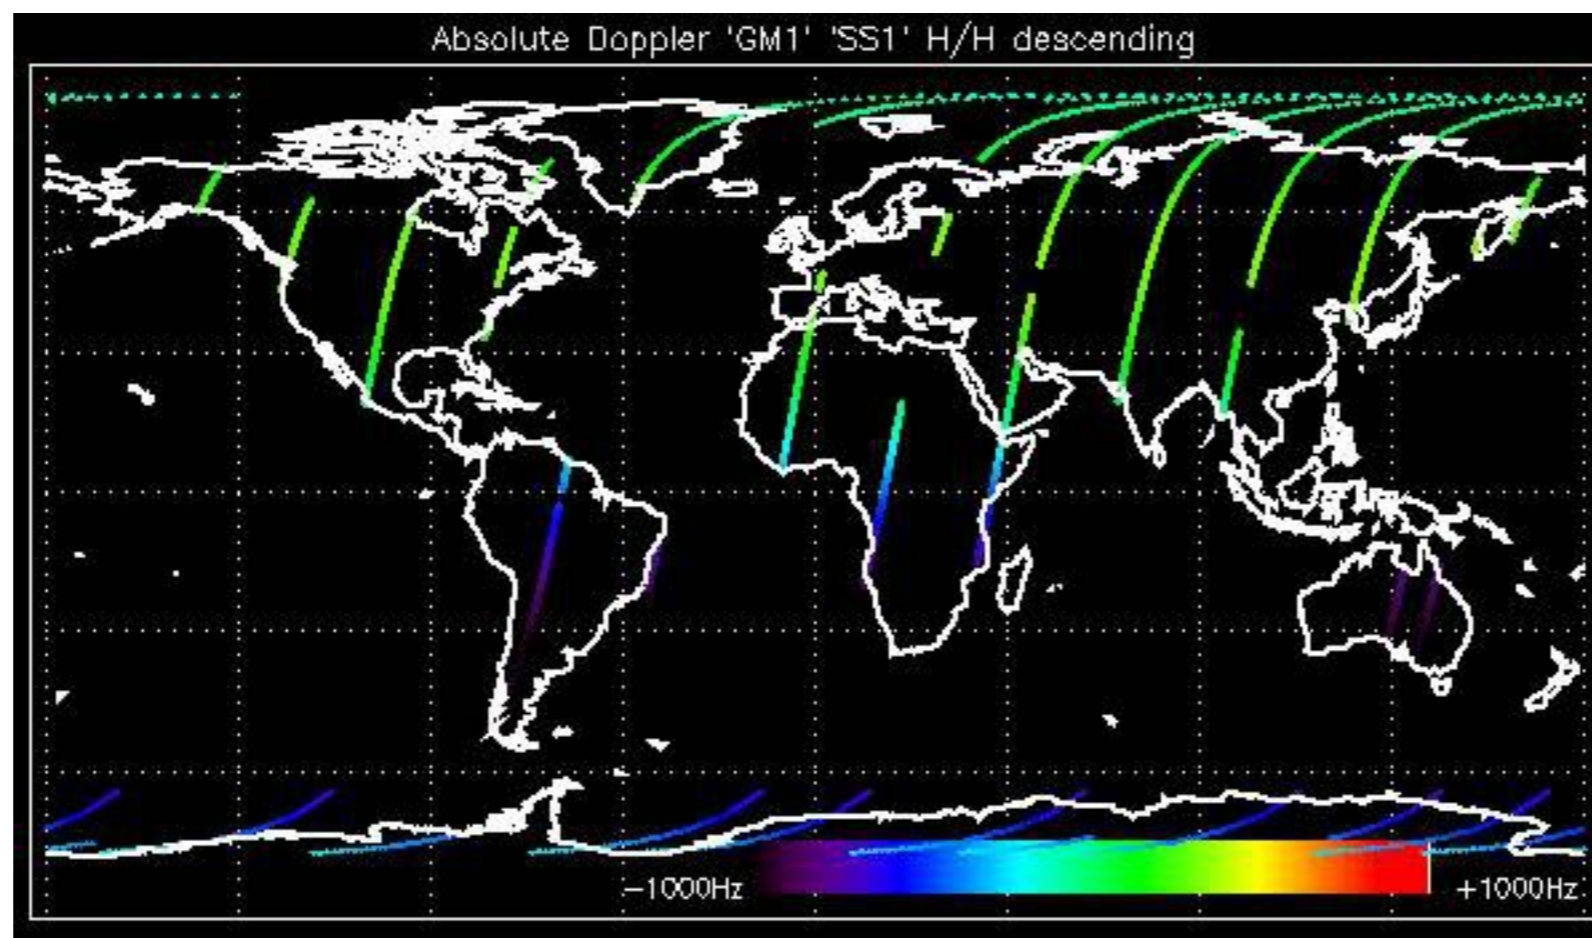 Absolute Doppler 'GM1' 'SS1' H/H descending
-1000Hz
+1000Hz